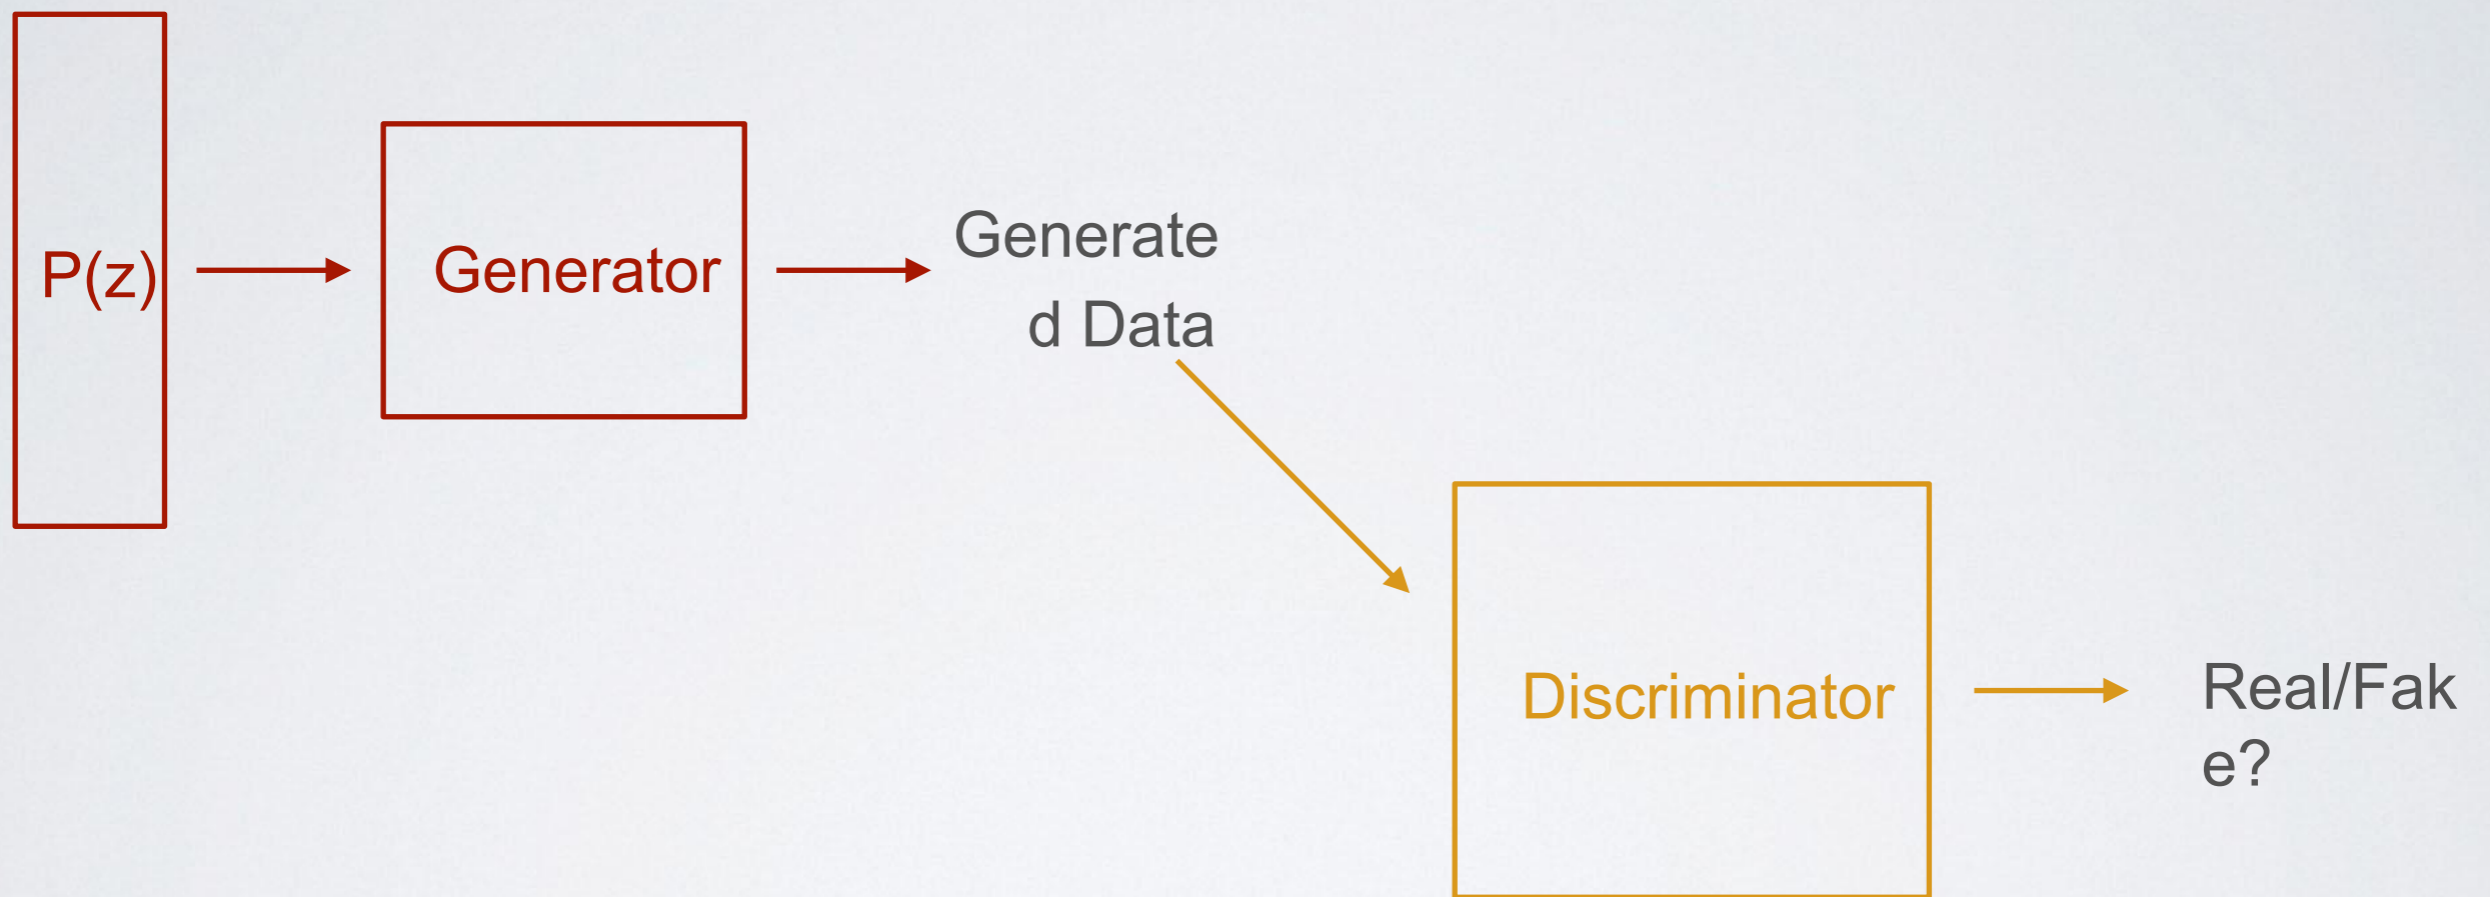 P(z)
Generator
Generate
d Data
Discriminator
Real/Fak
e?